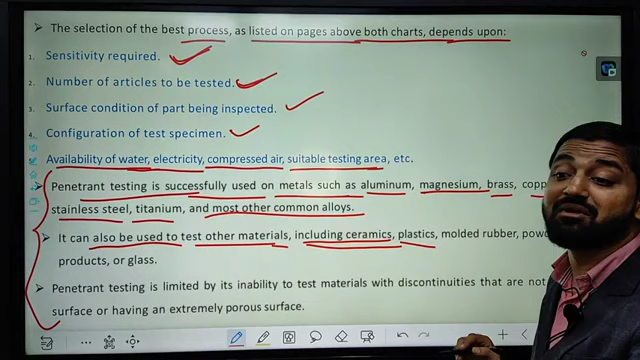 The selection of the best process, as listed on pages above both charts, depends upon:
1. Sensitivity required.
2. Number of articles to be tested.
3. Surface condition of part being inspected.
4. Configuration of test specimen.
Availability of water, electricity, compressed air, suitable testing area, etc.
Penetrant testing is successfully used on metals such as aluminum, magnesium, brass,
stainless steel, titanium, and most other common alloys.
It can also be used to test other materials, including ceramics, plastics, molded rubber,
products, or glass.
Penetrant testing is limited by its inability to test materials with discontinuities that are not
surface or having an extremely porous surface.